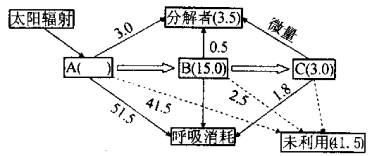 太阳辐射
分解者(3.5)
3.0
微量
0.5
A( )
B(15.0)
C(3.0)
51.5
41.5
2.5
1.8
呼吸消耗
未利用(41.5)